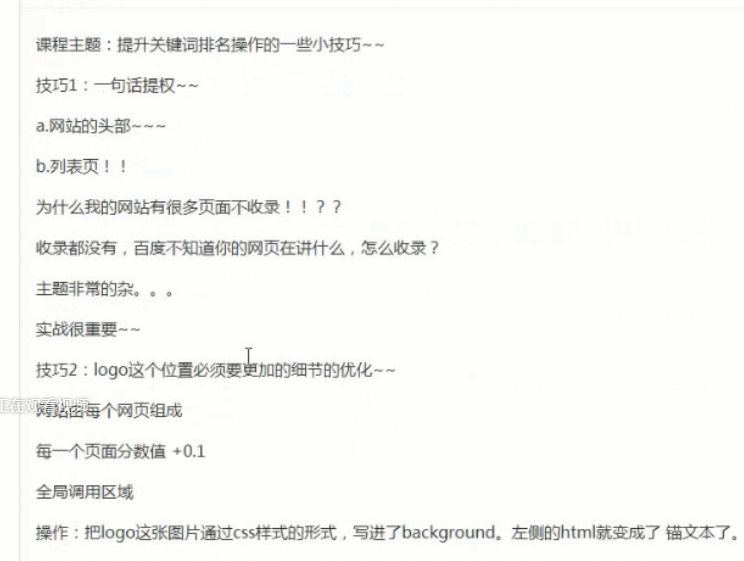 课程主题：提升关键词排名操作的一些小技巧~~
技巧1：一句话提权~~
a.网站的头部~~~
b.列表页！！
为什么我的网站有很多页面不收录！！？？
收录都没有，百度不知道你的网页在讲什么，怎么收录？
主题非常的杂。。。
实战很重要~~
技巧2：logo这个位置必须要更加的细节的优化~~
正在观看视频
网站由每个网页组成
每一个页面分数值 +0.1
全局调用区域
操作：把logo这张图片通过css样式的形式，写进了background。左侧的html就变成了 锚文本了。